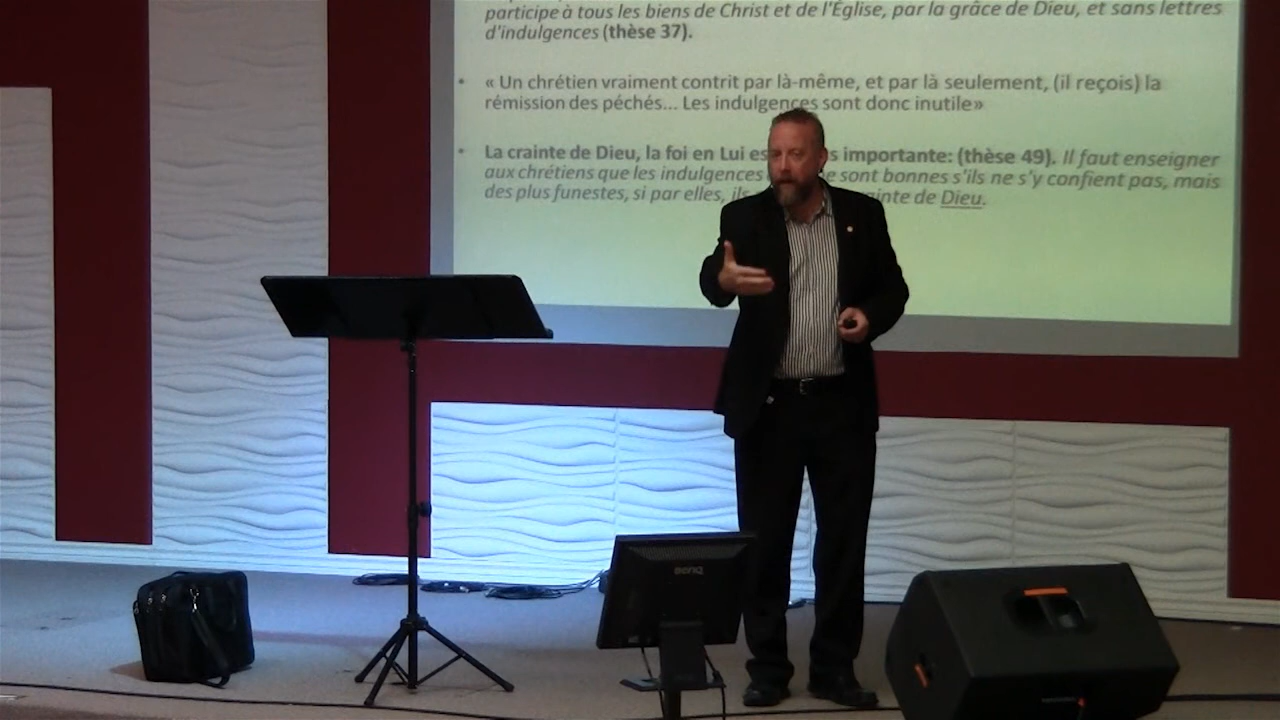 participe à tous les biens de Christ et de l'Église, par la grâce de Dieu, et sans lettres
d'indulgences (thèse 37).
• « Un chrétien vraiment contrit par là-même, et par là seulement, (il reçois) la
rémission des péchés... Les indulgences sont donc inutile»
• La crainte de Dieu, la foi en Lui es s importante: (thèse 49). Il faut enseigner
aux chrétiens que les indulgences e sont bonnes s'ils ne s'y confient pas, mais
des plus funestes, si par elles, ils inte de Dieu.
BenQ